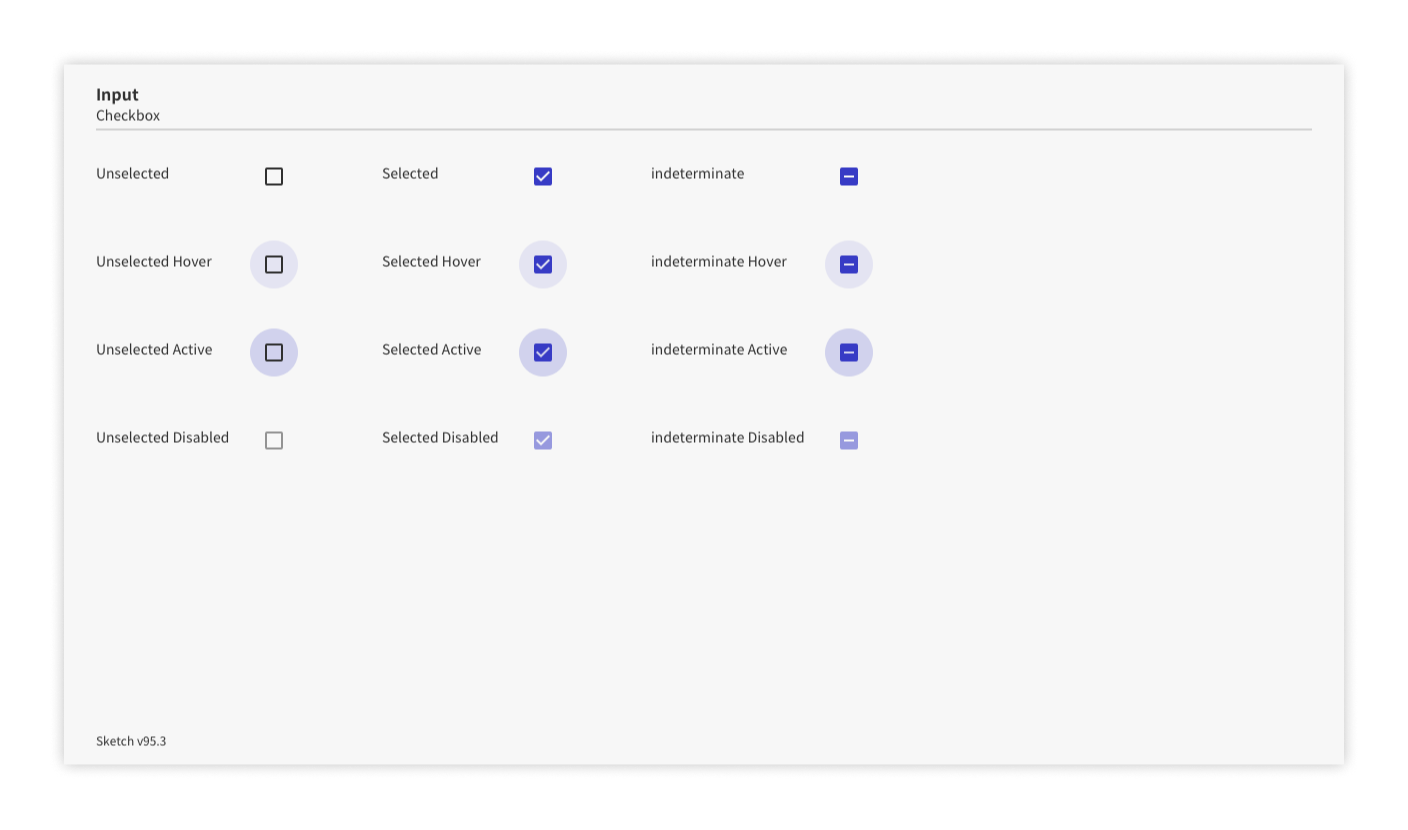 Input
Checkbox
Unselected
Selected
indeterminate
Unselected Hover
Selected Hover
indeterminate Hover
Unselected Active
Selected Active
indeterminate Active
Unselected Disabled
Selected Disabled
indeterminate Disabled
Sketch v95.3